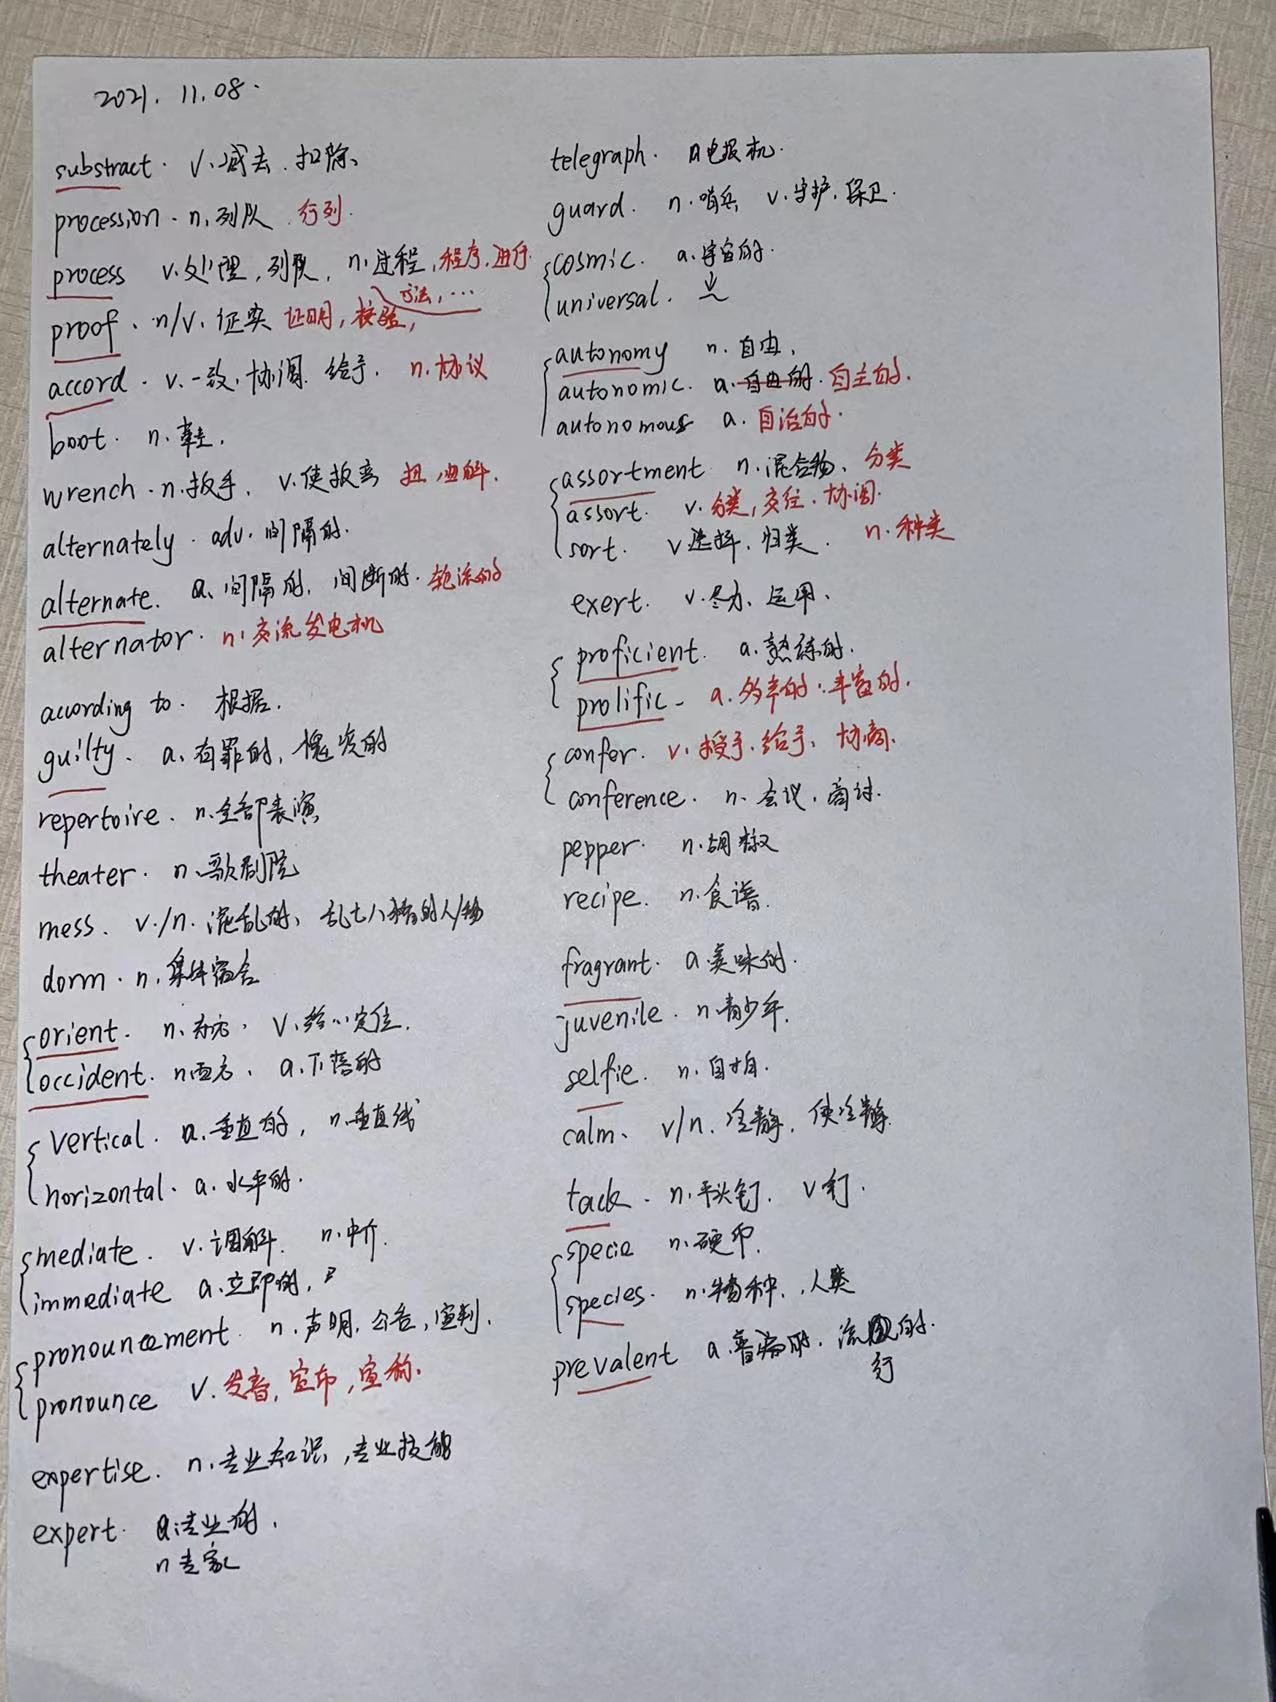 2021.11.08.
substract. v.减去.扣除、
procession. n.列队.行列.
process v.处理,列队, n.过程,程序,进行.
方法,…
proof. n/v.证实 证明,校验,
accord. v.一致.协调.给予. n.协议
boot. n.鞋.
wrench. n.扳手. v.使扳弯 扭.曲解.
alternately. adv.间隔的.
alternate. a.间隔的,间断的.轮流的
alternator. n.交流发电机
acording to. 根据.
guilty. a.有罪的,愧疚的
repertoire. n.全部表演
theater. n.歌剧院
mess. v./n.混乱的、乱七八糟的人/物
dorm. n.集体宿舍
orient. n.东方. v.给…定位.
occident. n西方. a.下落的
vertical. a.垂直的, n.垂直线
horizontal. a.水平的.
mediate. v.调解. n.中介.
immediate a.立即的,
pronouncement. n.声明,公告,宣判.
pronounce v.发音,宣布,宣称.
expertise. n.专业知识,专业技能
expert. a.专业的.
n专家
telegraph. n电报机.
guard. n.哨兵 v.守护.保卫.
cosmic. a.宇宙的.
universal. ↓
autonomy n.自由.
autonomic. a.自由的.自主的.
autonomous a.自治的.
assortment n.混合物、分类
assort. v.分类,交往.协调.
sort. v选择.归类. n.种类
exert. v.尽力、运用、
proficient. a.熟练的.
prolific. a.多产的.丰富的.
confer. v.授予.给予、协商.
conference. n.会议.商讨.
pepper. n.胡椒
recipe. n.食谱.
fragrant. a.美味的.
juvenile. n.青少年.
selfie. n.自拍.
calm、 v/n.冷静,使冷静.
tack. n.平头钉. v钉.
specie n.硬币.
species. n.物种.,人类
prevalent a.普遍的.流的.
行